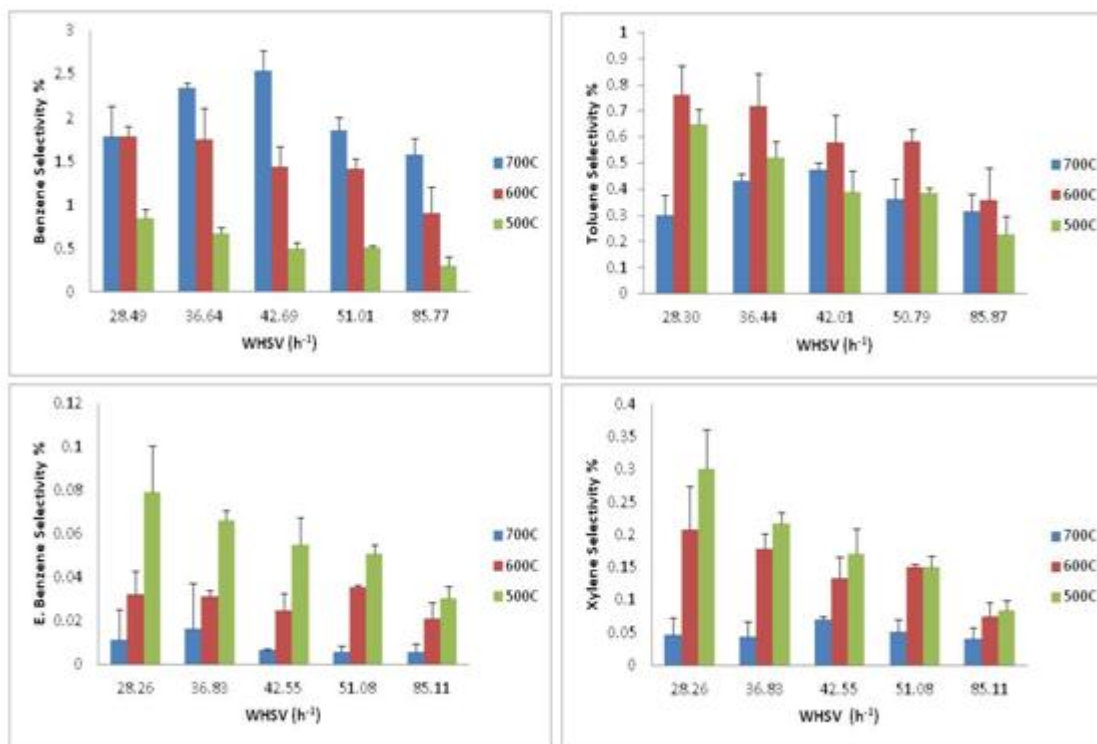 3
2.5
2
1.5
1
0.5
0
Benzene Selectivity %
28.49 36.64 42.69 51.01 85.77
WHSV (h⁻¹)
700C
600C
500C
1
0.9
0.8
0.7
0.6
0.5
0.4
0.3
0.2
0.1
0
Toluene Selectivity %
28.30 36.44 42.01 50.79 85.87
WHSV (h⁻¹)
700C
600C
500C
0.12
0.1
0.08
0.06
0.04
0.02
0
E. Benzene Selectivity %
28.26 36.83 42.55 51.08 85.11
WHSV (h⁻¹)
700C
600C
500C
0.4
0.35
0.3
0.25
0.2
0.15
0.1
0.05
0
Xylene Selectivity %
28.26 36.83 42.55 51.08 85.11
WHSV (h⁻¹)
700C
600C
500C